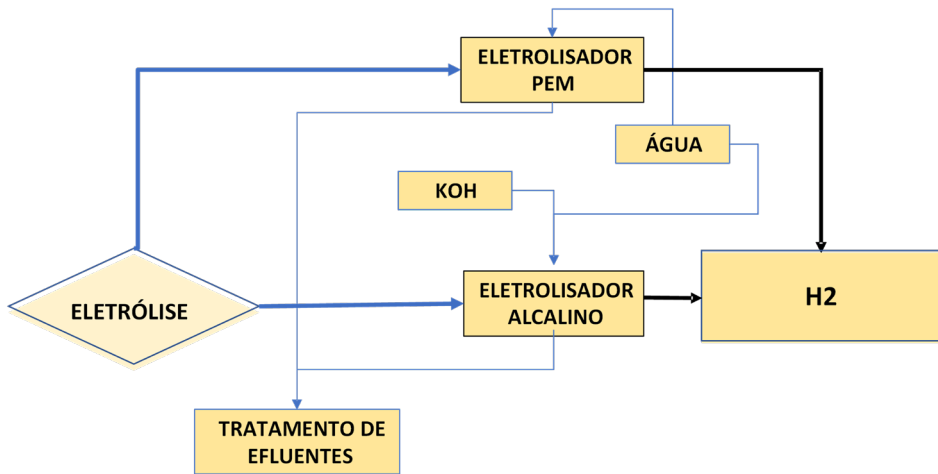 ELETROLISADOR
PEM
ÁGUA
KOH
ELETRÓLISE
ELETROLISADOR
ALCALINO
H2
TRATAMENTO DE
EFLUENTES